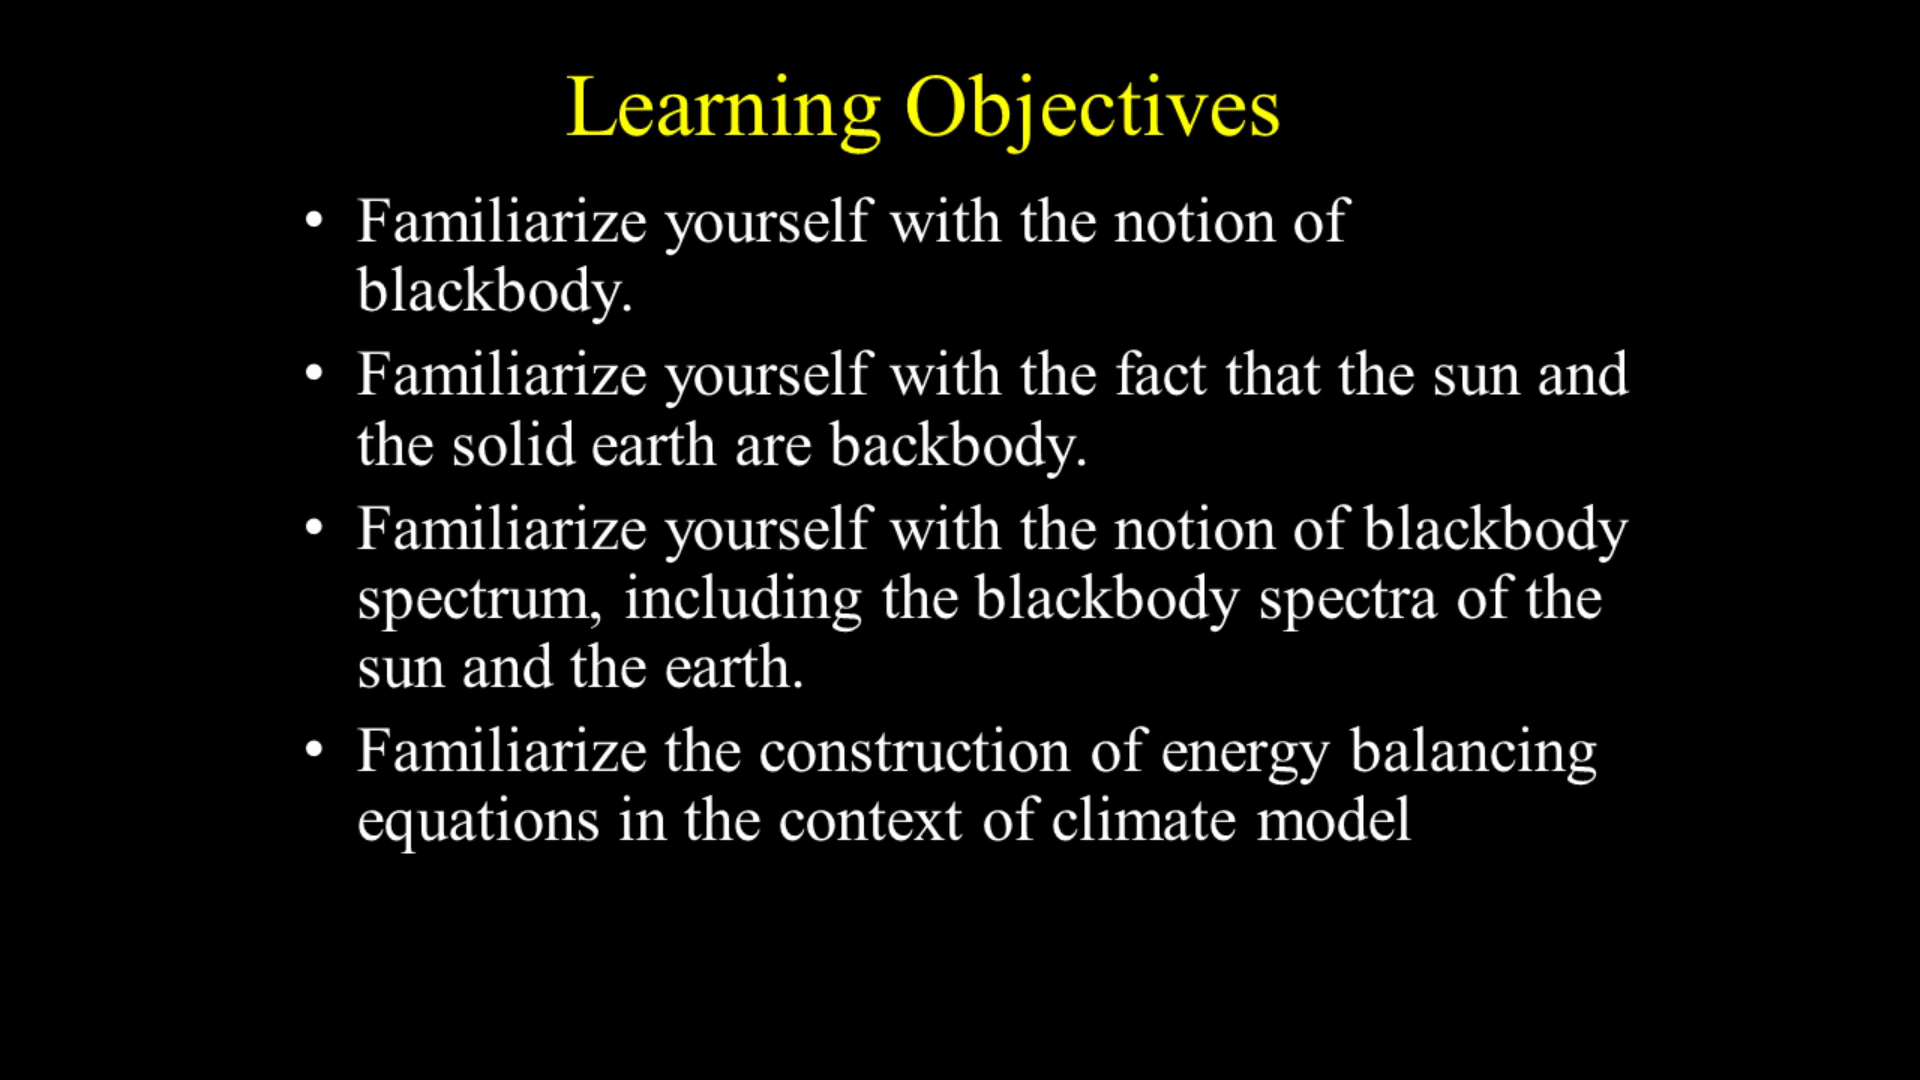 Learning Objectives
• Familiarize yourself with the notion of
blackbody.
• Familiarize yourself with the fact that the sun and
the solid earth are backbody.
• Familiarize yourself with the notion of blackbody
spectrum, including the blackbody spectra of the
sun and the earth.
• Familiarize the construction of energy balancing
equations in the context of climate model